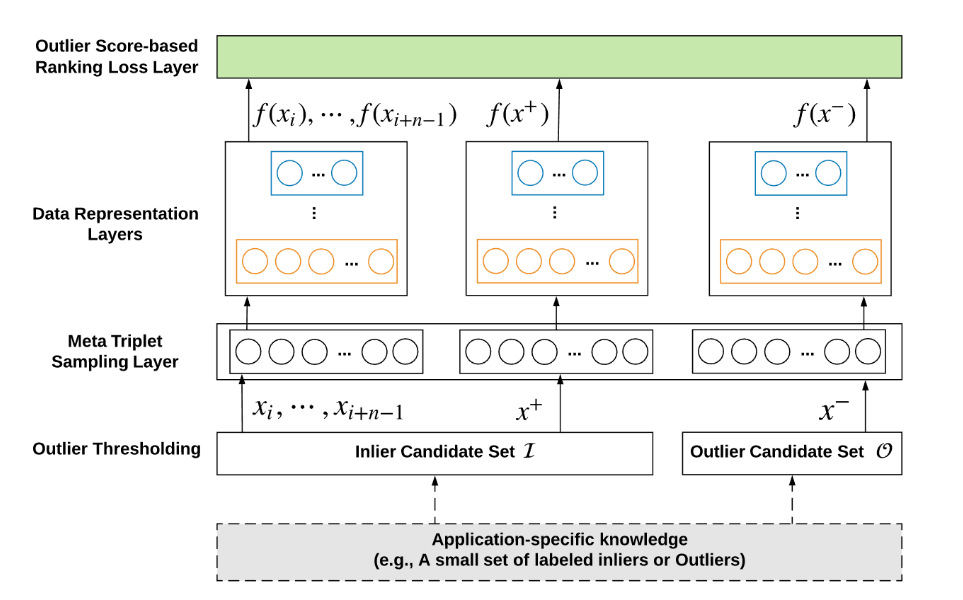 Outlier Score-based
Ranking Loss Layer
f(x_i), ⋯ ,f(x_{i+n−1})
f(x^+)
f(x^−)
... ... ...
Data Representation
Layers
... ... ...
... ... ...
Meta Triplet
Sampling Layer
... ... ...
x_i, ⋯ , x_{i+n−1}
x^+
x^−
Outlier Thresholding
Inlier Candidate Set ℐ
Outlier Candidate Set 𝒪
Application-specific knowledge
(e.g., A small set of labeled inliers or Outliers)